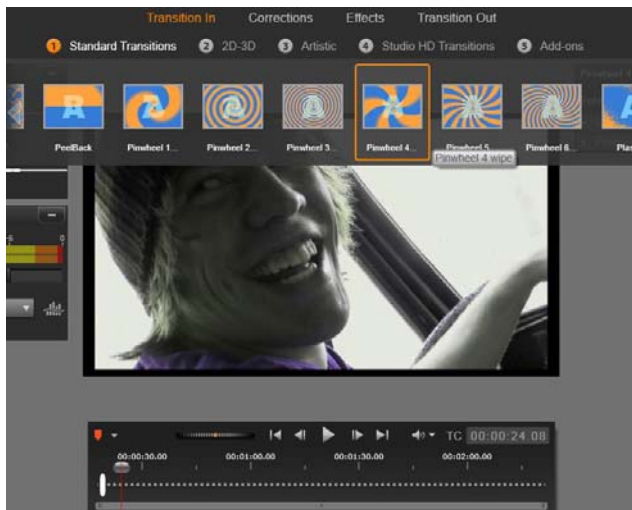 Transition In Corrections Effects Transition Out
1 Standard Transitions 2 2D-3D 3 Artistic 4 Studio HD Transitions 5 Add-ons
PeelBack Pinwheel 1... Pinwheel 2... Pinwheel 3... Pinwheel 4... Pinwheel 5... Pinwheel 6... Plas
Pinwheel 4 wipe
-6 0
TC 00:00:24.08
00:00:30.00 00:01:00.00 00:01:30.00 00:02:00.00